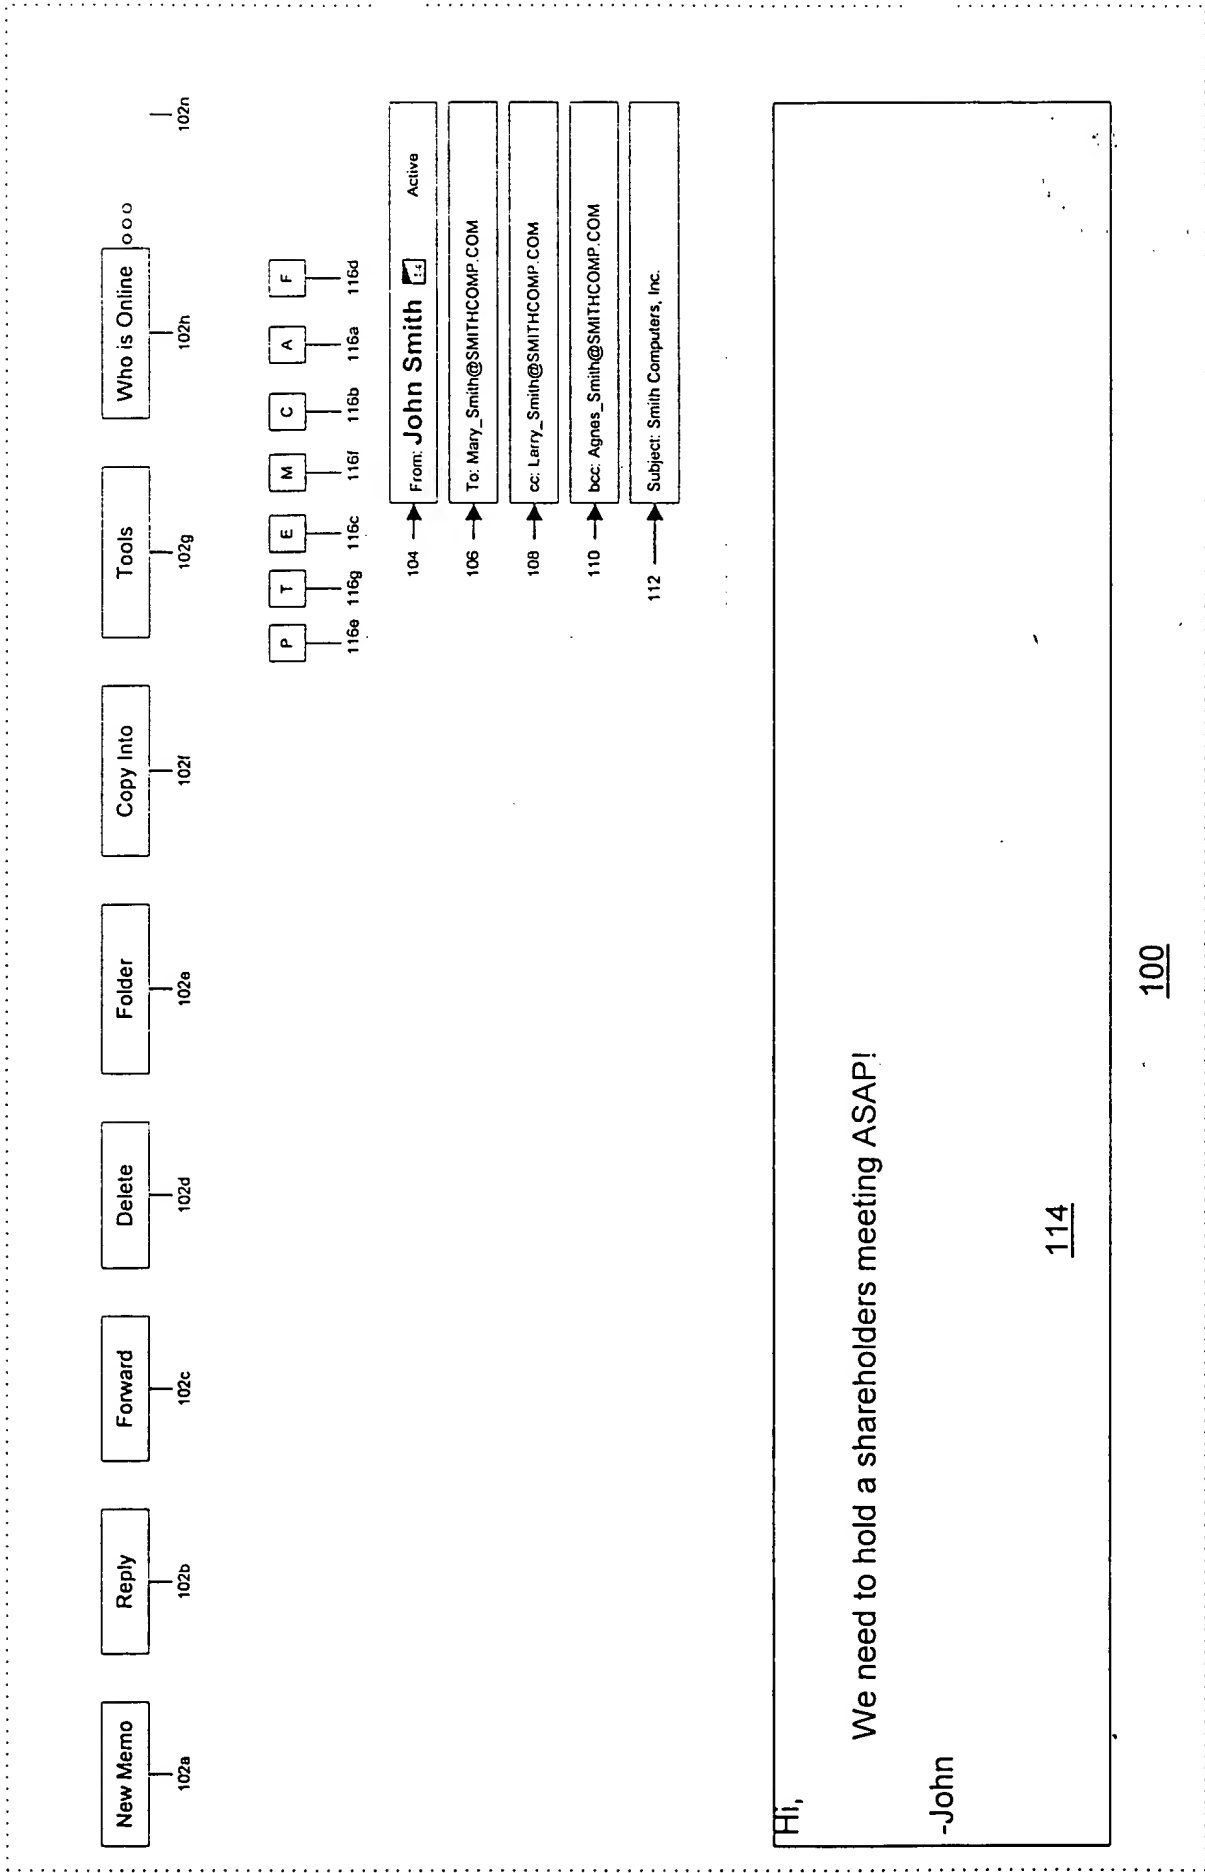 New Memo Reply Forward Delete Folder Copy Into Tools Who is Online ooo
102a 102b 102c 102d 102e 102f 102g 102h 102n
P T E M C A F
116e 116g 116c 116f 116b 116a 116d
104 From: John Smith Active
106 To: Mary_Smith@SMITHCOMP.COM
108 cc: Larry_Smith@SMITHCOMP.COM
110 bcc: Agnes_Smith@SMITHCOMP.COM
112 Subject: Smith Computers, Inc.
Hi,
We need to hold a shareholders meeting ASAP!
-John
114
100